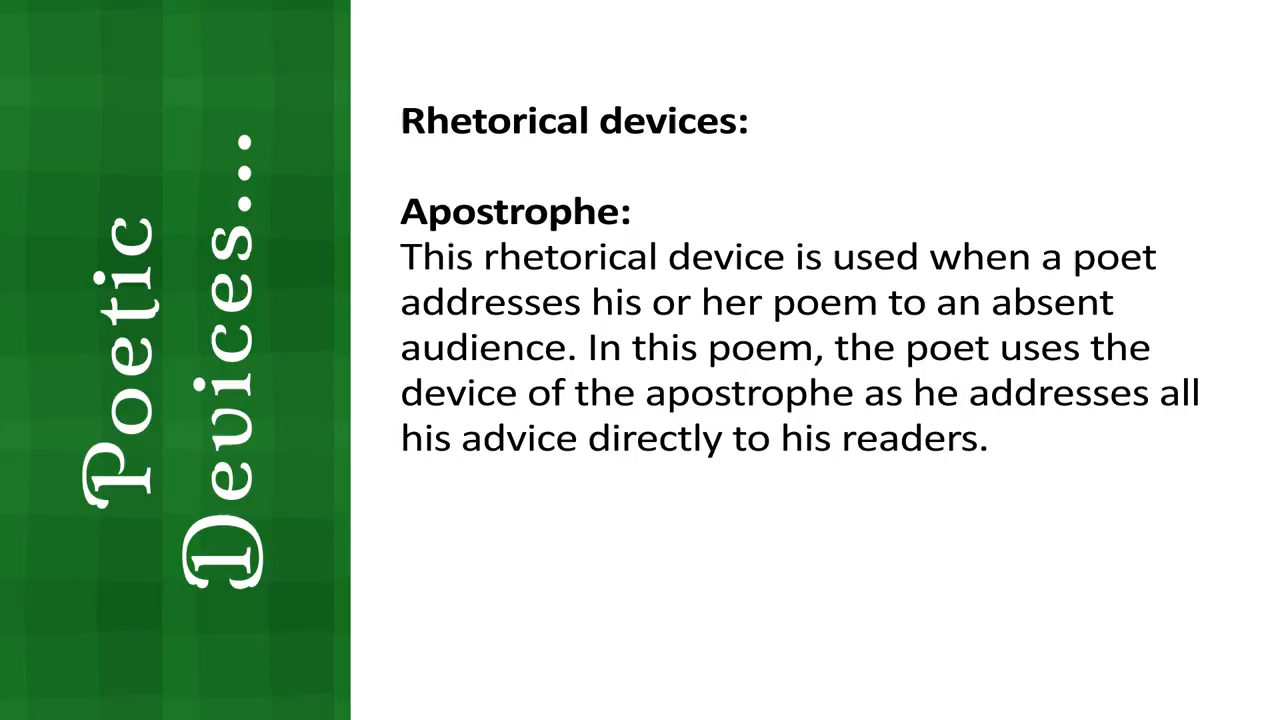 Poetic
Devices...
Rhetorical devices:
Apostrophe:
This rhetorical device is used when a poet
addresses his or her poem to an absent
audience. In this poem, the poet uses the
device of the apostrophe as he addresses all
his advice directly to his readers.